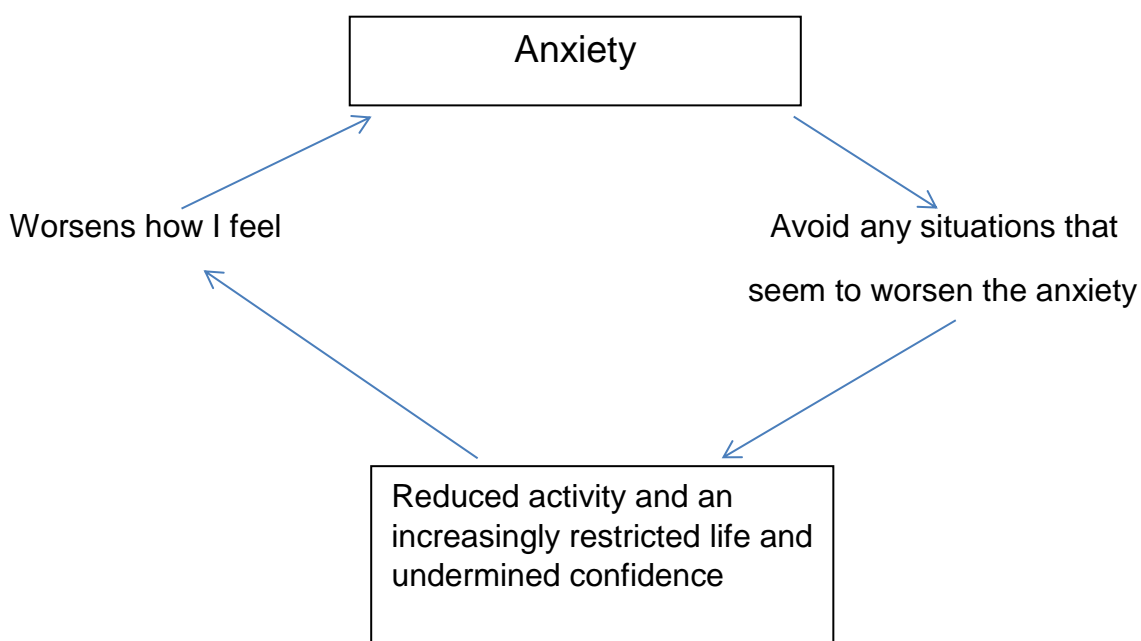 Anxiety
Worsens how I feel
Avoid any situations that
seem to worsen the anxiety
Reduced activity and an
increasingly restricted life and
undermined confidence